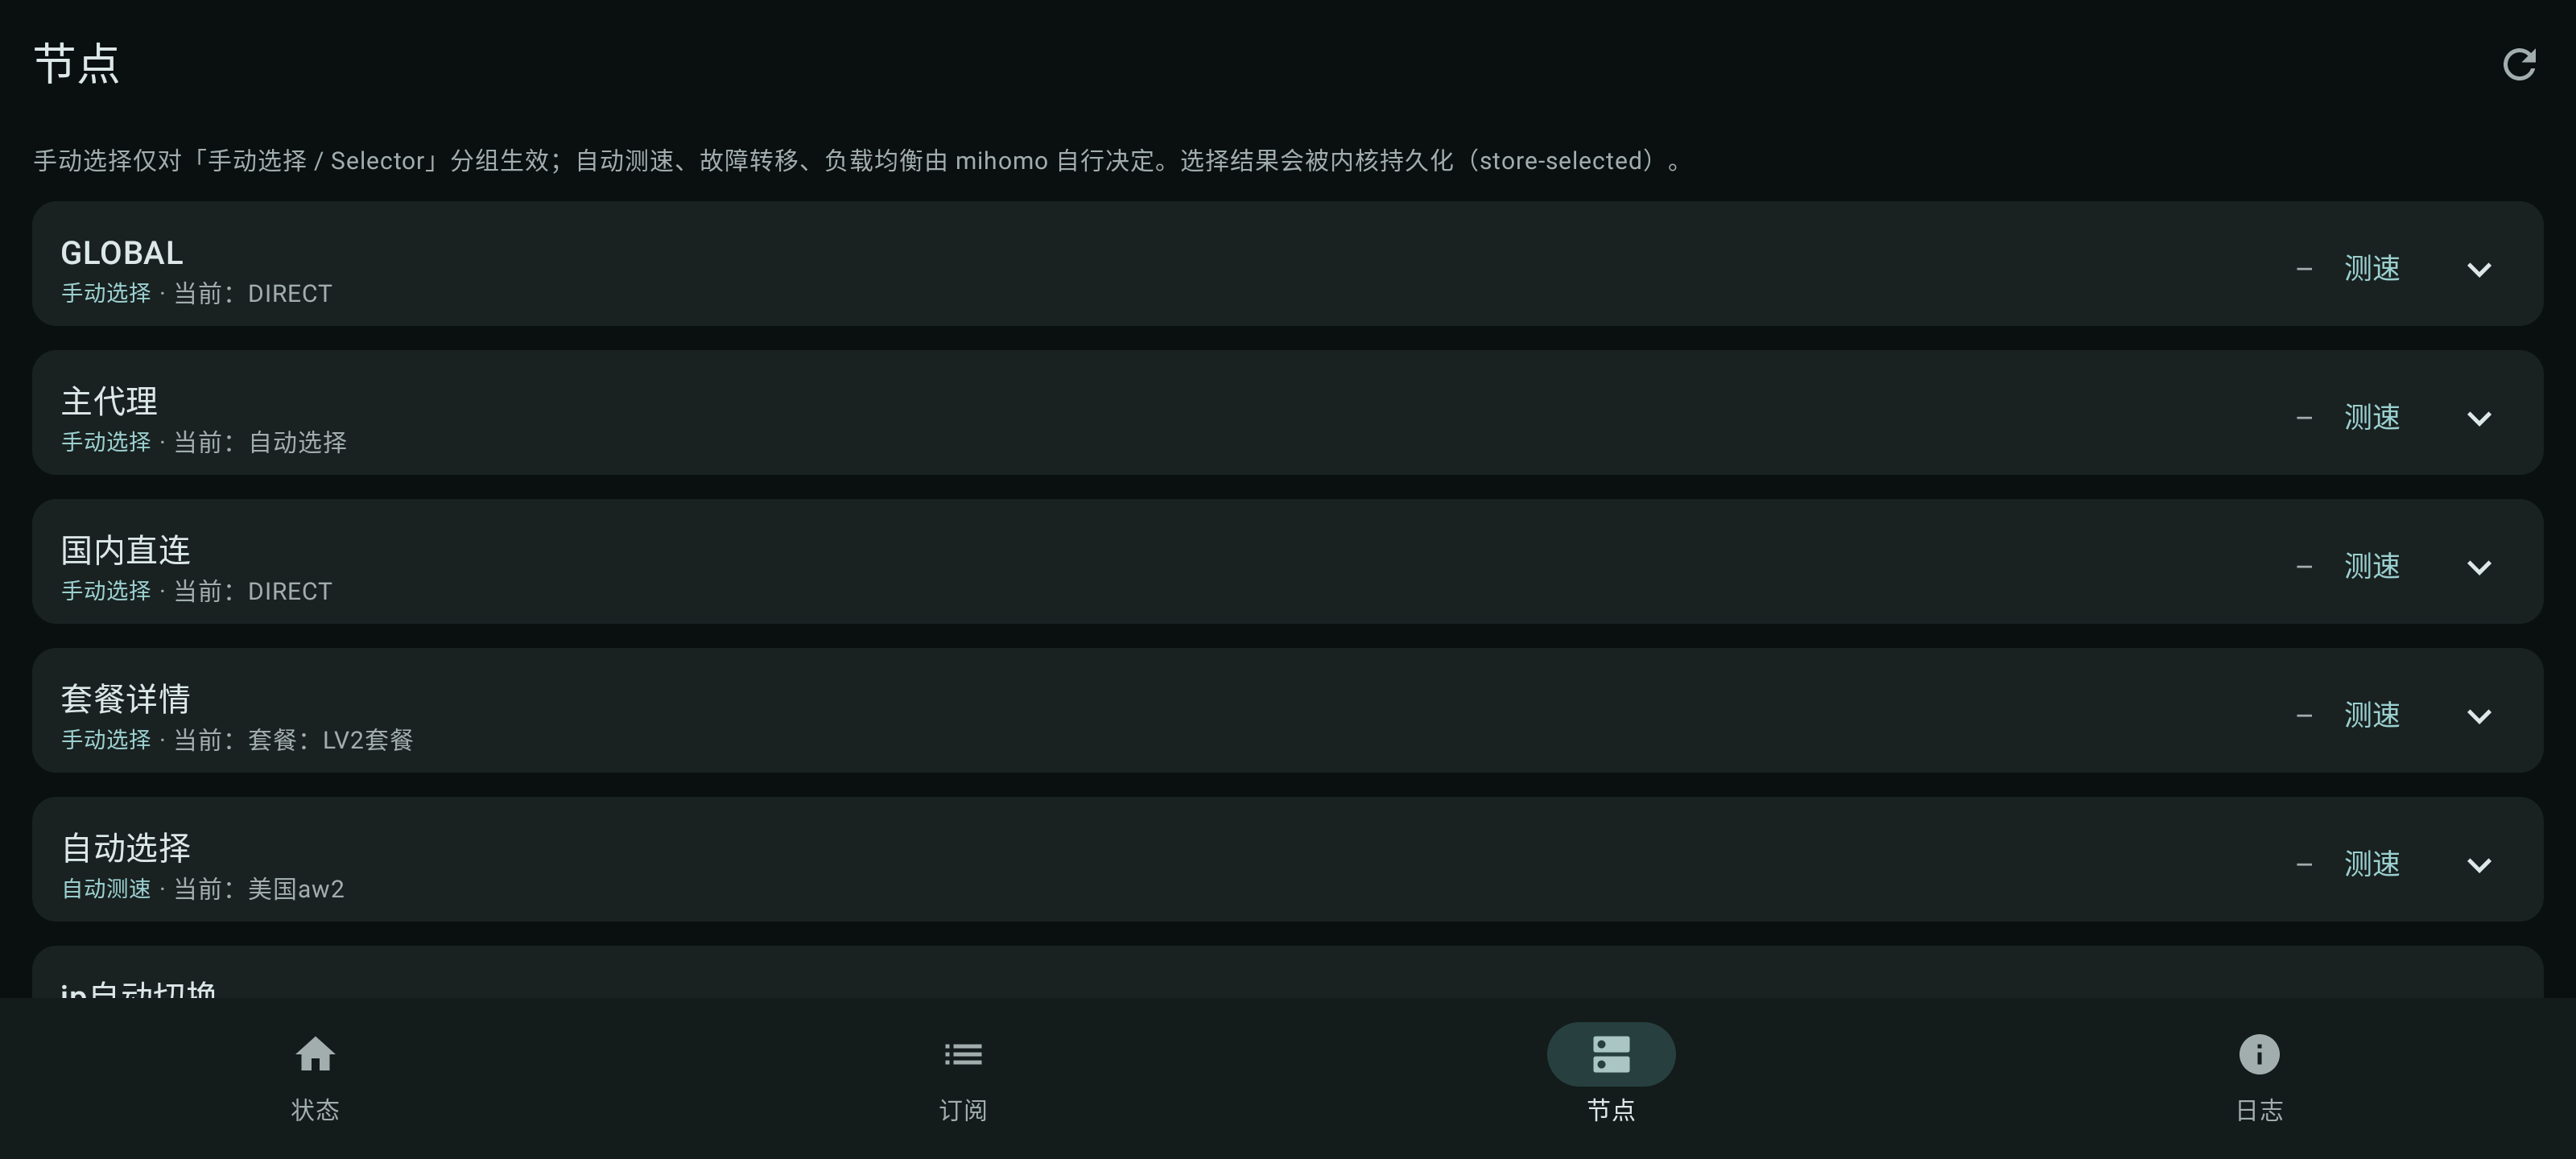 节点
手动选择仅对「手动选择 / Selector」分组生效；自动测速、故障转移、负载均衡由 mihomo 自行决定。选择结果会被内核持久化（store-selected）。
GLOBAL
手动选择 · 当前：DIRECT
– 测速
主代理
手动选择 · 当前：自动选择
– 测速
国内直连
手动选择 · 当前：DIRECT
– 测速
套餐详情
手动选择 · 当前：套餐：LV2套餐
– 测速
自动选择
自动测速 · 当前：美国aw2
– 测速
ip自动切换
状态
订阅
节点
日志